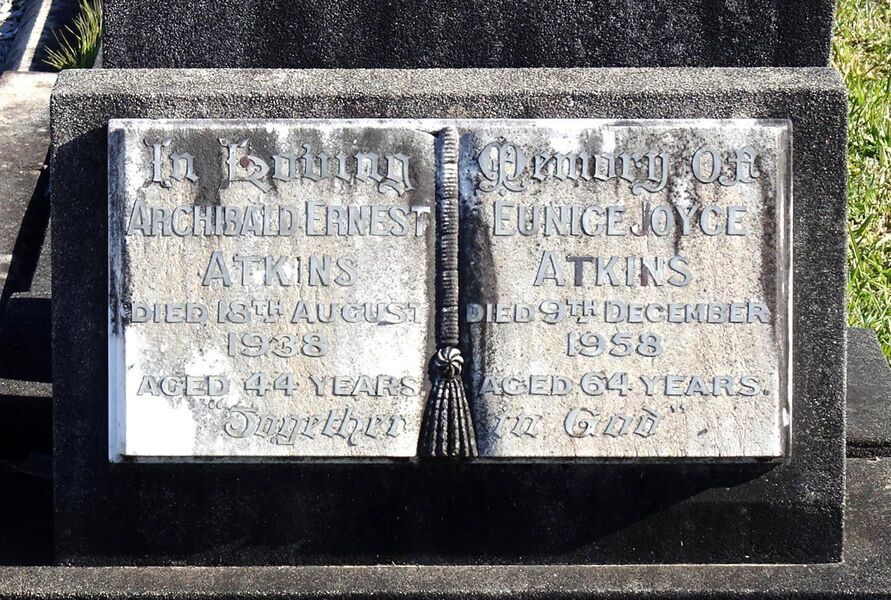 In Loving
ARCHIBALD ERNEST
ATKINS
DIED 18TH AUGUST
1938
AGED 44 YEARS
"Together
Memory Of
EUNICE JOYCE
ATKINS
DIED 9TH DECEMBER
1958
AGED 64 YEARS.
in God"